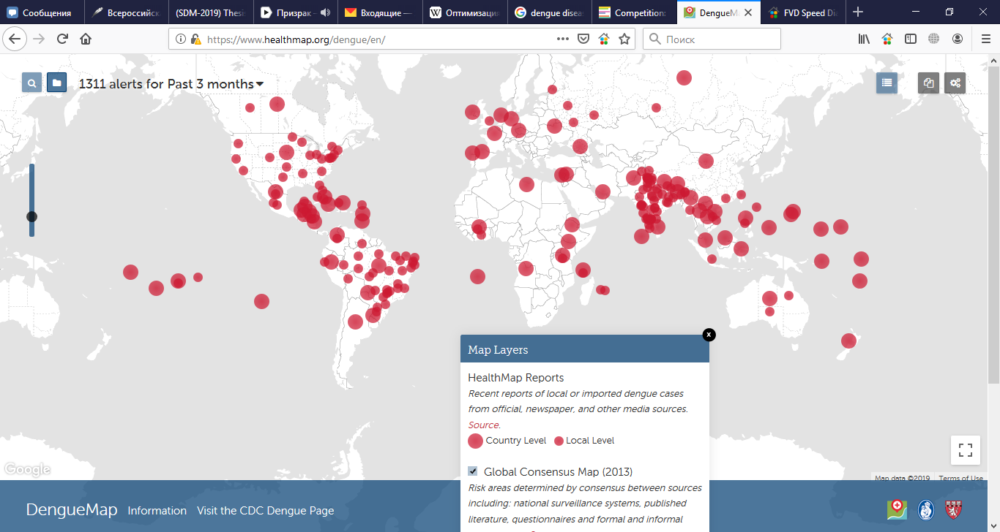 Сообщения
Всероссийск
(SDM-2019) Thesi
Призрак -
Входящие —
Оптимизация
dengue disea
Competition:
DengueM
FVD Speed Dia
https://www.healthmap.org/dengue/en/
Поиск
1311 alerts for Past 3 months
Map Layers
x
HealthMap Reports
Recent reports of local or imported dengue cases
from official, newspaper, and other media sources.
Source.
Country Level Local Level
Global Consensus Map (2013)
Risk areas determined by consensus between sources
including: national surveillance systems, published
literature, questionnaires and formal and informal
Google
Map data ©2019 Terms of Use
DengueMap Information Visit the CDC Dengue Page